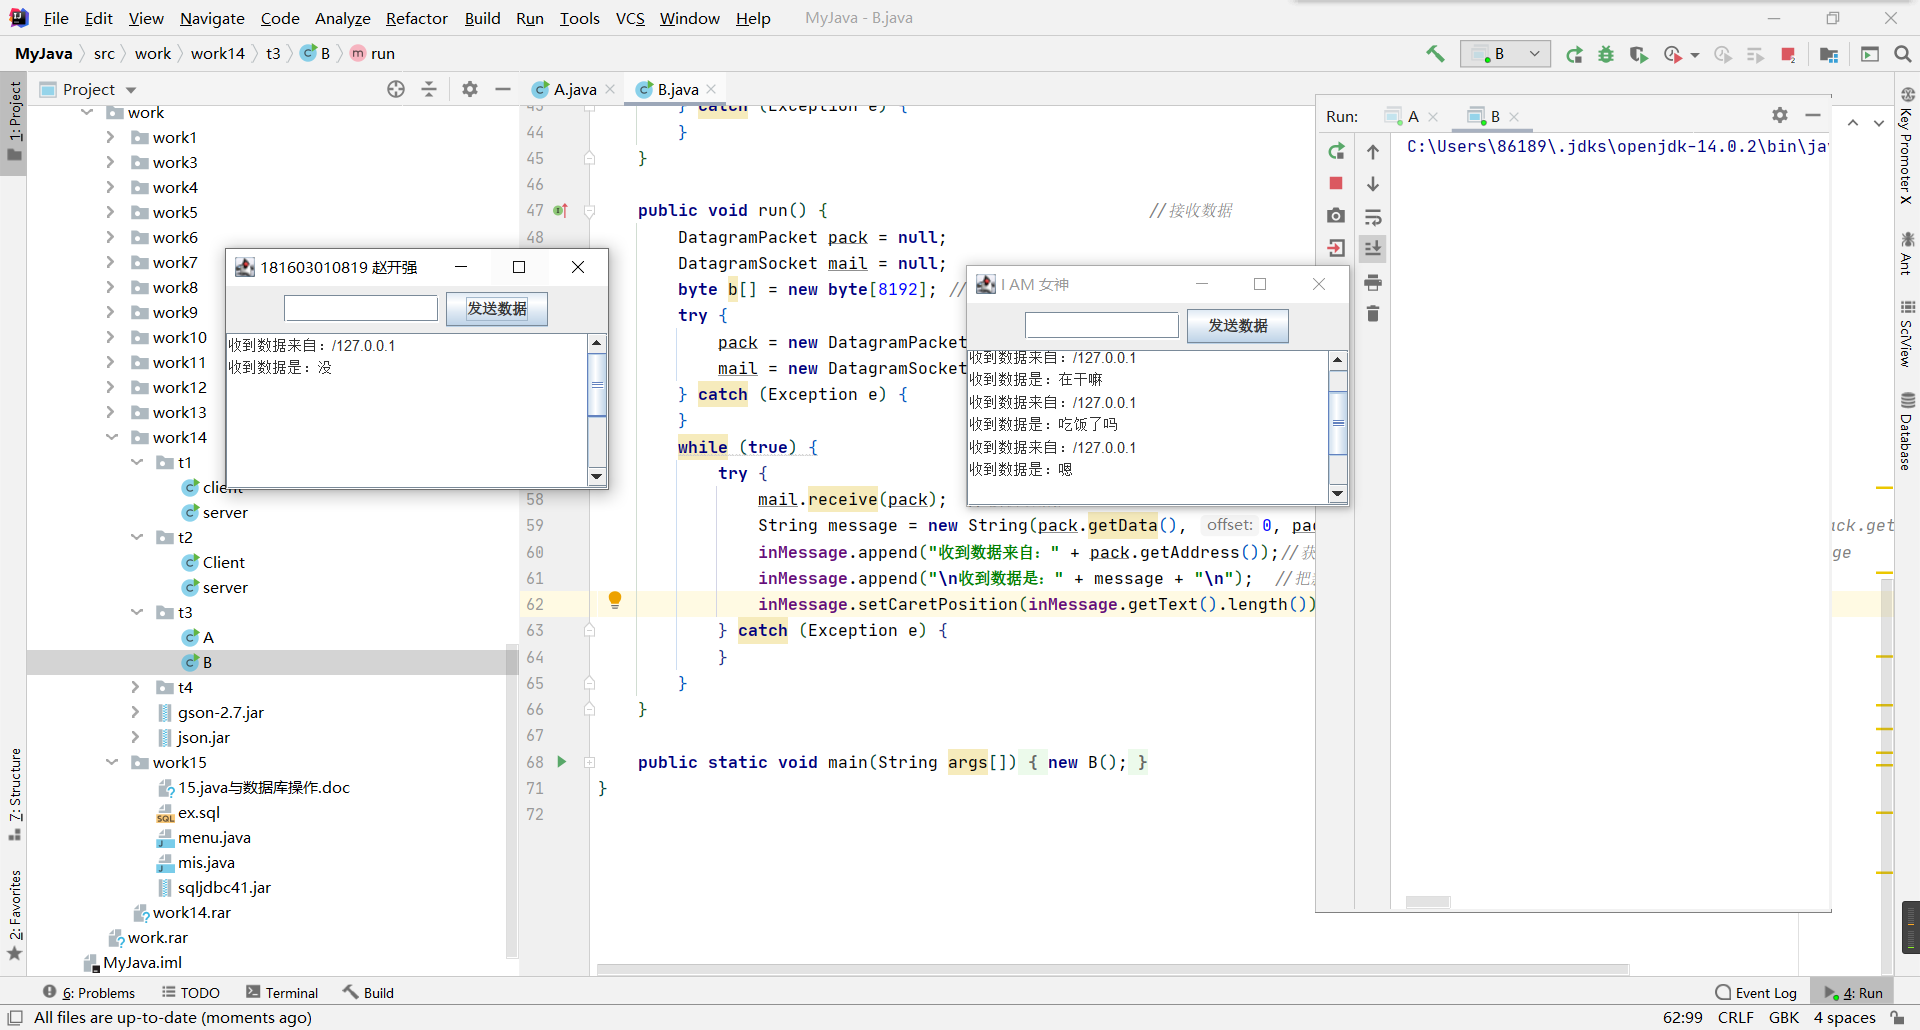 File Edit View Navigate Code Analyze Refactor Build Run Tools VCS Window Help MyJava - B.java
MyJava src work work14 t3 B run
B
Project
A.java
B.java
1: Project
7: Structure
2: Favorites
work
work1
work3
work4
work5
work6
work7
work8
work9
work10
work11
work12
work13
work14
t1
client
server
t2
Client
server
t3
A
B
t4
gson-2.7.jar
json.jar
work15
15.java与数据库操作.doc
ex.sql
menu.java
mis.java
sqljdbc41.jar
work14.rar
work.rar
MyJava.iml
43 } catch (Exception e) {
44 }
45 }
46
47 public void run() { //接收数据
48 DatagramPacket pack = null;
DatagramSocket mail = null;
byte b[] = new byte[8192]; //
try {
pack = new DatagramPacket
mail = new DatagramSocket
} catch (Exception e) {
}
while (true) {
try {
58 mail.receive(pack);
59 String message = new String(pack.getData(), offset: 0, pac
60 inMessage.append("收到数据来自：" + pack.getAddress());//获
61 inMessage.append("\n收到数据是：" + message + "\n"); //把
62 inMessage.setCaretPosition(inMessage.getText().length())
63 } catch (Exception e) {
64 }
65 }
66 }
67
68 public static void main(String args[]) { new B(); }
71 }
72
ck.get
ge
181603010819 赵开强
发送数据
收到数据来自：/127.0.0.1
收到数据是：没
I AM 女神
发送数据
收到数据来自：/127.0.0.1
收到数据是：在干嘛
收到数据来自：/127.0.0.1
收到数据是：吃饭了吗
收到数据来自：/127.0.0.1
收到数据是：嗯
Run: A B
C:\Users\86189\.jdks\openjdk-14.0.2\bin\jav
Key Promoter X
Ant
SciView
Database
6: Problems TODO Terminal Build Event Log 4: Run
All files are up-to-date (moments ago) 62:99 CRLF GBK 4 spaces